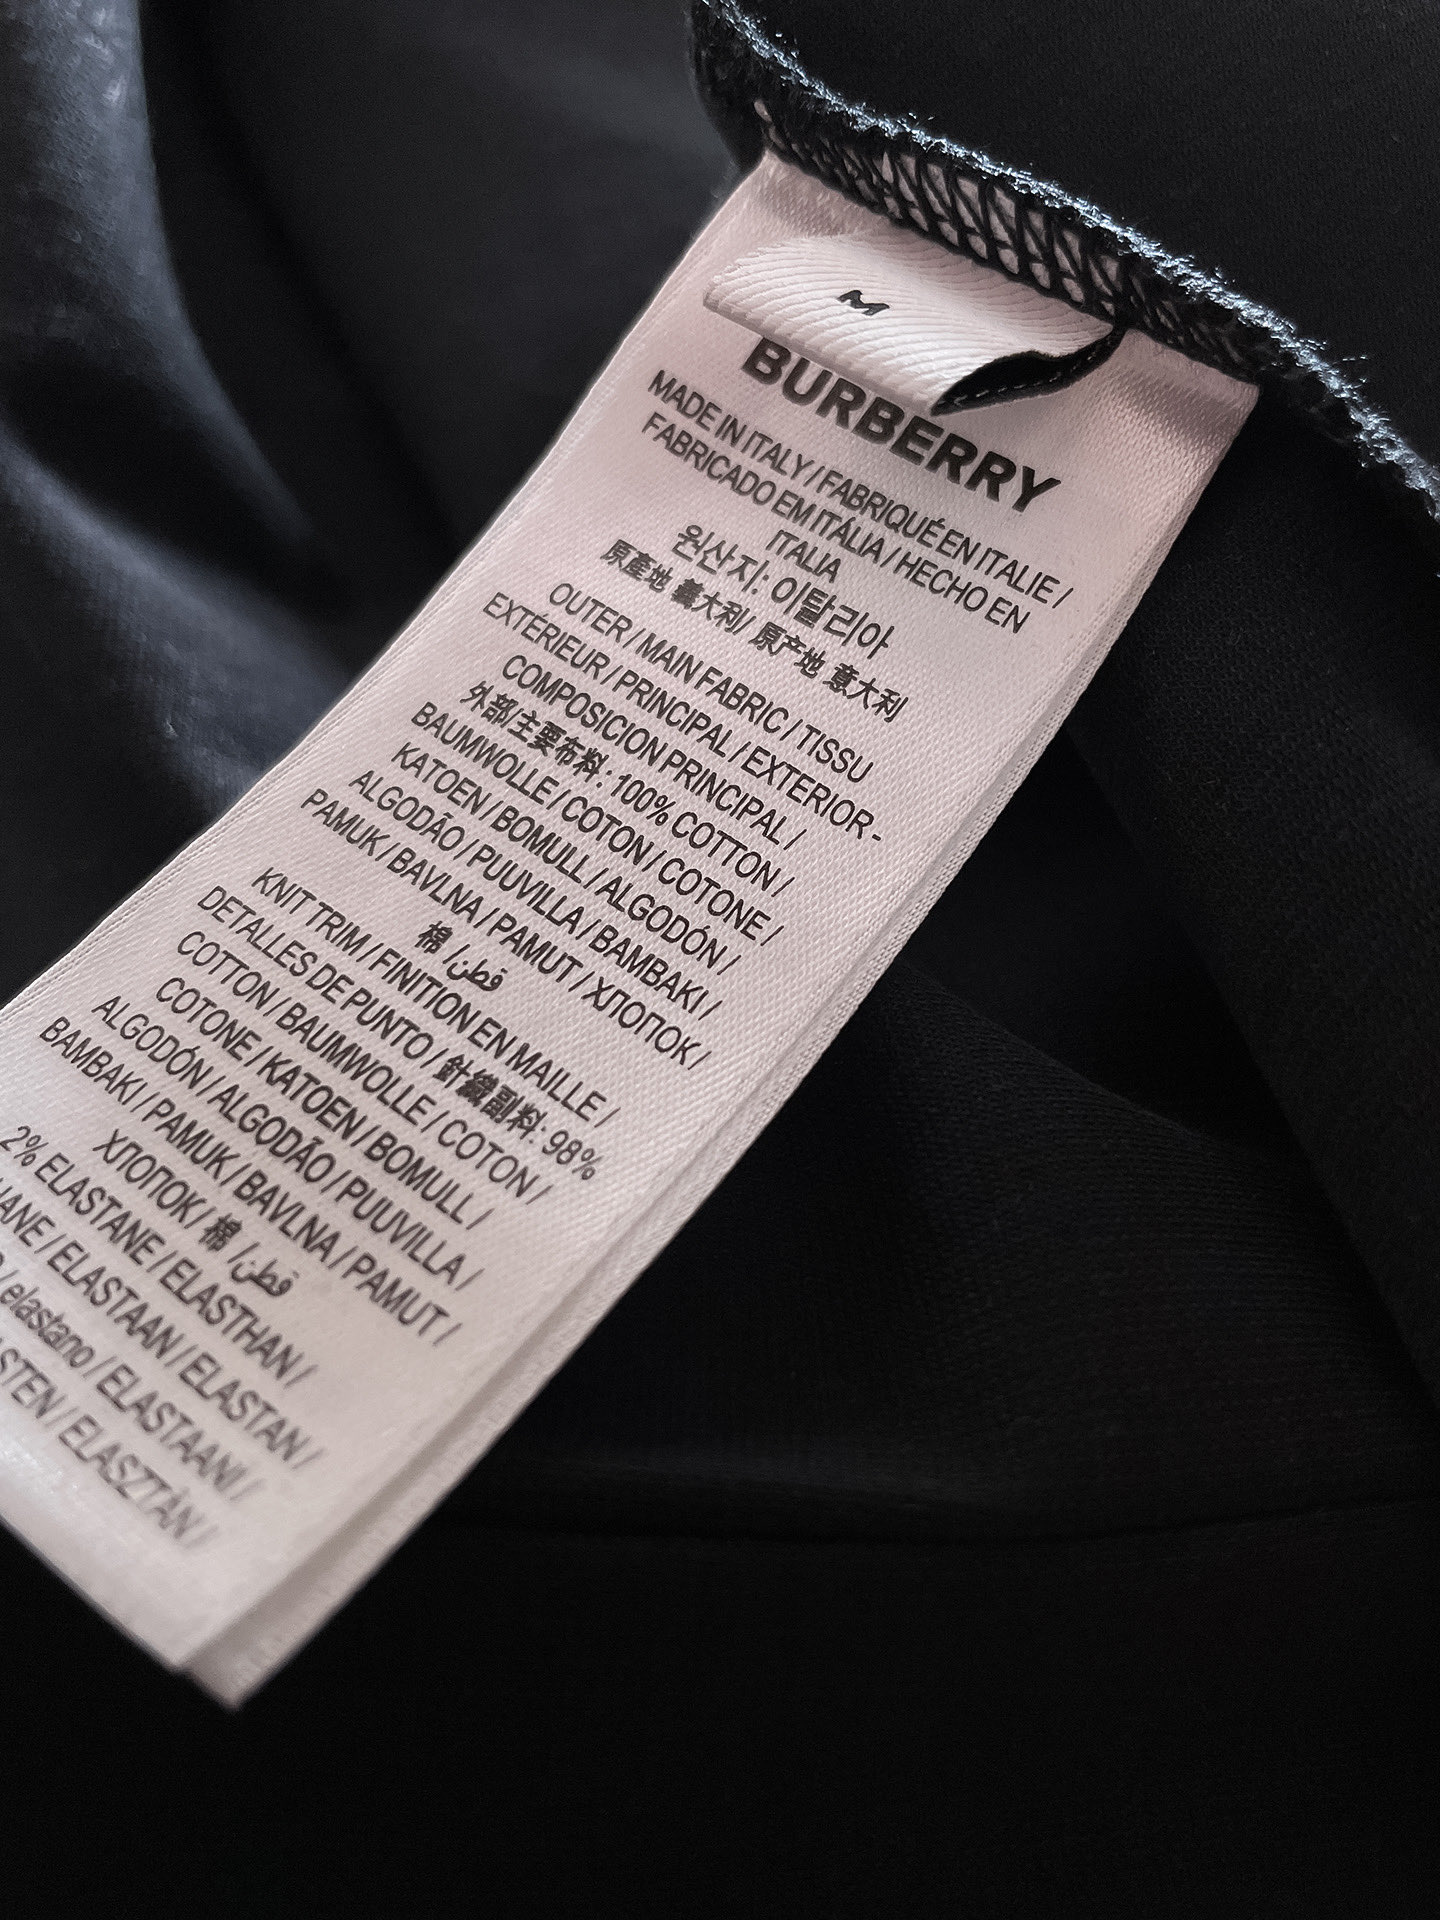 M
BURBERRY
MADE IN ITALY / FABRIQUÉ EN ITALIE /
FABRICADO EM ITÁLIA / HECHO EN
ITALIA
원산지: 이탈리아
原產地 義大利/ 原产地 意大利
OUTER / MAIN FABRIC / TISSU
EXTÉRIEUR / PRINCIPAL / EXTERIOR -
COMPOSICION PRINCIPAL /
外部/主要布料: 100% COTTON /
BAUMWOLLE / COTON / COTONE /
KATOEN / BOMULL / ALGODÓN /
ALGODÃO / PUUVILLA / BAMBAKI /
PAMUK / BAVLNA / PAMUT / ХЛОПОК /
棉 / قطن
KNIT TRIM / FINITION EN MAILLE /
DETALLES DE PUNTO / 針織副料: 98%
COTTON / BAUMWOLLE / COTON /
COTONE / KATOEN / BOMULL /
ALGODÓN / ALGODÃO / PUUVILLA /
BAMBAKI / PAMUK / BAVLNA / PAMUT /
ХЛОПОК / 棉 / قطن
2% ELASTANE / ELASTHAN /
/ ELASTAAN / ELASTAN /
/ elastano / ELASTAANI /
/ ELASZTÁN /